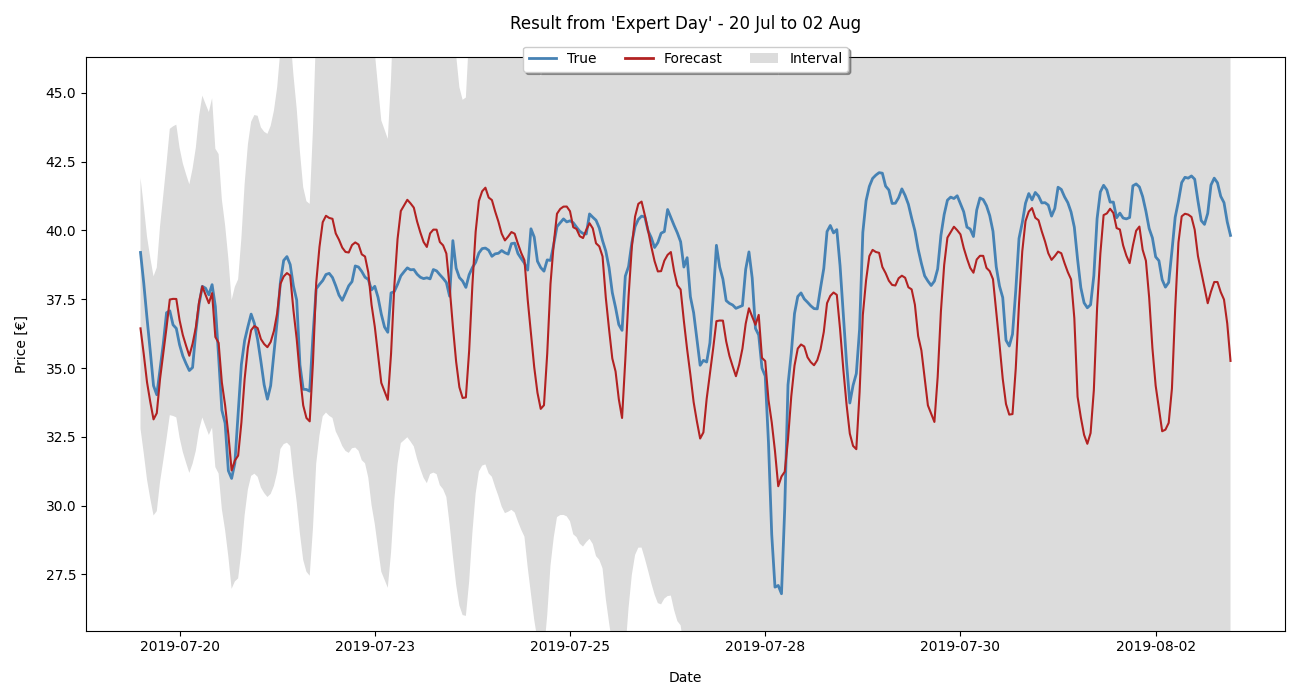 Result from 'Expert Day' - 20 Jul to 02 Aug
True Forecast Interval
Price [€]
45.0
42.5
40.0
37.5
35.0
32.5
30.0
27.5
2019-07-20 2019-07-23 2019-07-25 2019-07-28 2019-07-30 2019-08-02
Date